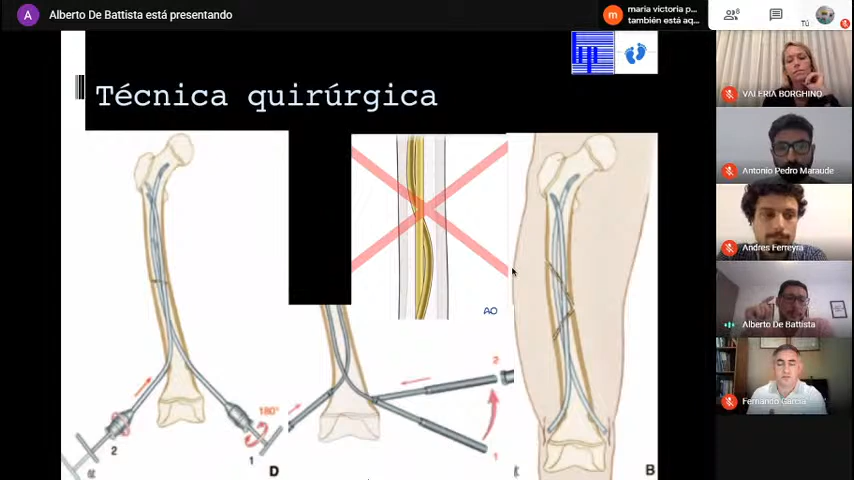 A
Alberto De Battista está presentando
m
maria victoria p...
también está aq...
8
Tú
Técnica quirúrgica
VALERIA BORGHINO
Antonio Pedro Maraude
Andres Ferreyra
Alberto De Battista
Fernando García
AO
180°
2
1
D
2
1
B